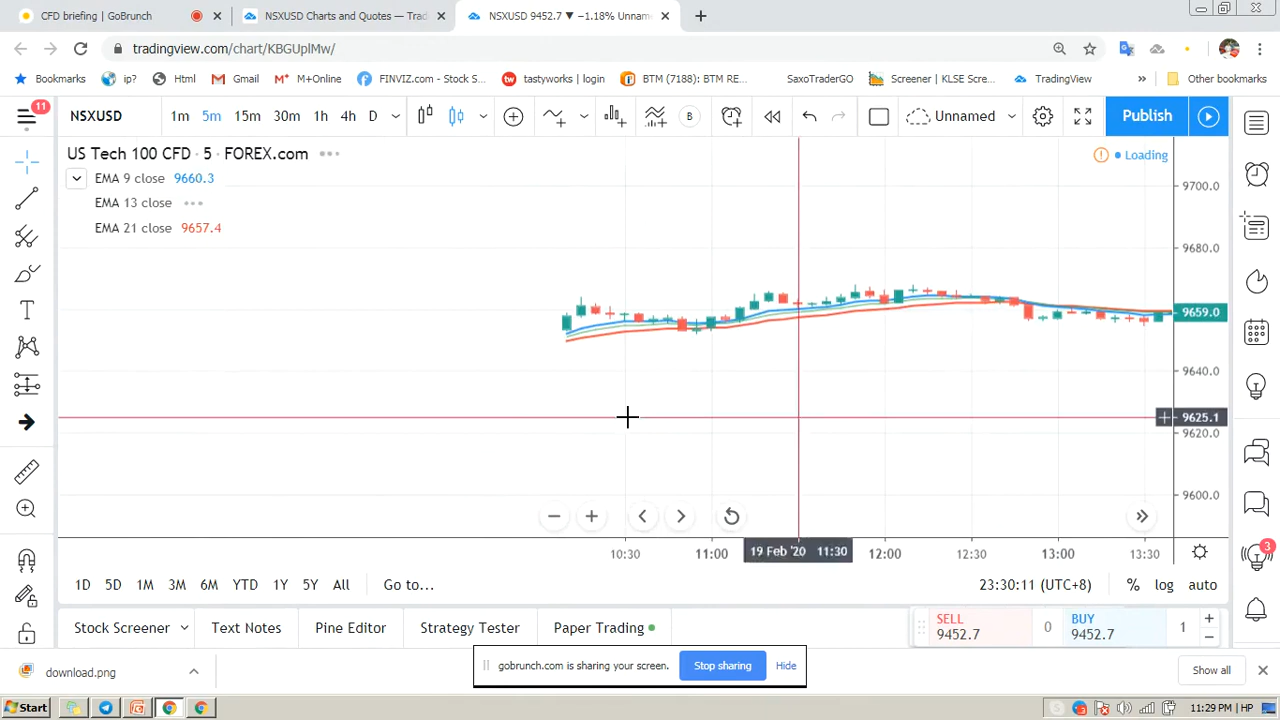 CFD briefing | GoBrunch
NSXUSD Charts and Quotes — Trad
NSXUSD 9452.7 ▼ −1.18% Unnam
tradingview.com/chart/KBGUplMw/
Bookmarks
ip?
Html
Gmail
M+Online
FINVIZ.com - Stock S...
tastyworks | login
BTM (7188): BTM RE...
SaxoTraderGO
Screener | KLSE Scre...
TradingView
»
Other bookmarks
11
NSXUSD
1m
5m
15m
30m
1h
4h
D
B
Unnamed
Publish
US Tech 100 CFD · 5 · FOREX.com
Loading
EMA 9 close 9660.3
EMA 13 close
EMA 21 close 9657.4
9700.0
9680.0
9659.0
9640.0
9625.1
9620.0
9600.0
10:30
11:00
19 Feb '20 11:30
12:00
12:30
13:00
13:30
1D
5D
1M
3M
6M
YTD
1Y
5Y
All
Go to...
23:30:11 (UTC+8)
%
log
auto
3
Stock Screener
Text Notes
Pine Editor
Strategy Tester
Paper Trading
SELL
9452.7
0
BUY
9452.7
1
download.png
gobrunch.com is sharing your screen.
Stop sharing
Hide
Show all
Start
11:29 PM
HP